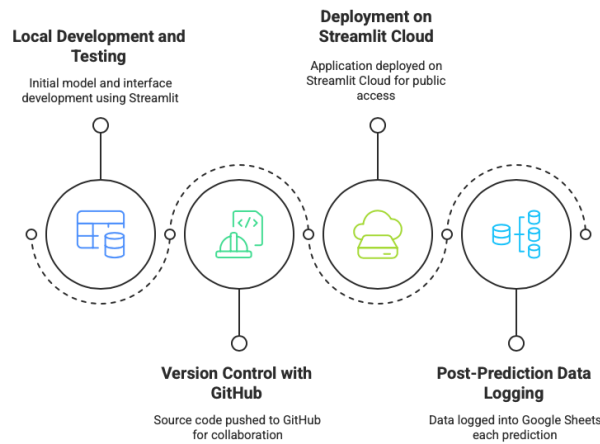 Local Development and
Testing
Initial model and interface
development using Streamlit
Version Control with
GitHub
Source code pushed to GitHub
for collaboration
Deployment on
Streamlit Cloud
Application deployed on
Streamlit Cloud for public
access
Post-Prediction Data
Logging
Data logged into Google Sheets
each prediction